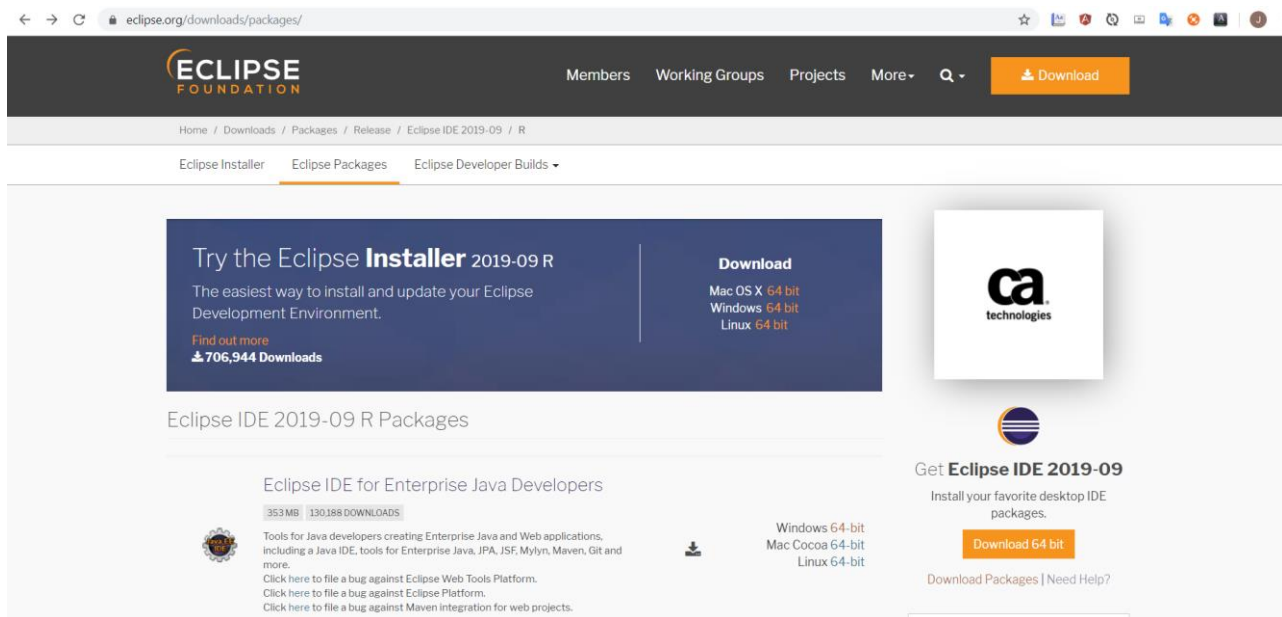 eclipse.org/downloads/packages/
ECLIPSE
FOUNDATION
Members Working Groups Projects More Download
Home / Downloads / Packages / Release / Eclipse IDE 2019-09 / R
Eclipse Installer Eclipse Packages Eclipse Developer Builds
Try the Eclipse Installer 2019-09 R
The easiest way to install and update your Eclipse
Development Environment.
Find out more
706,944 Downloads
Download
Mac OS X 64 bit
Windows 64 bit
Linux 64 bit
ca
technologies
Eclipse IDE 2019-09 R Packages
Eclipse IDE for Enterprise Java Developers
353 MB 130,188 DOWNLOADS
Tools for Java developers creating Enterprise Java and Web applications,
including a Java IDE, tools for Enterprise Java, JPA, JSF, Mylyn, Maven, Git and
more.
Click here to file a bug against Eclipse Web Tools Platform.
Click here to file a bug against Eclipse Platform.
Click here to file a bug against Maven integration for web projects.
Windows 64-bit
Mac Cocoa 64-bit
Linux 64-bit
Get Eclipse IDE 2019-09
Install your favorite desktop IDE
packages.
Download 64 bit
Download Packages | Need Help?